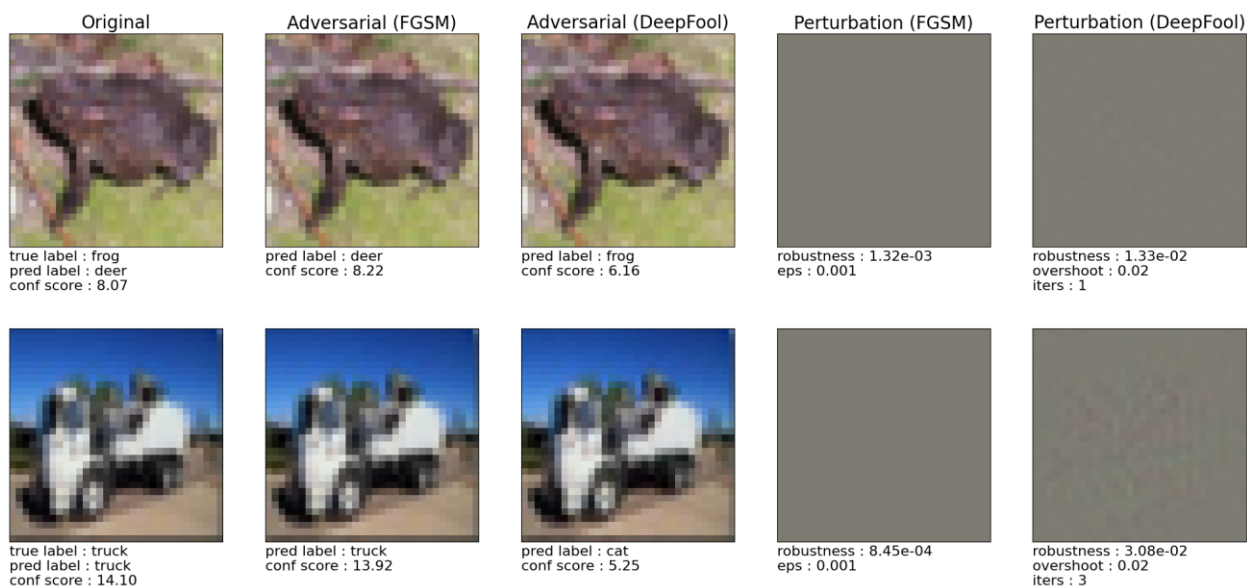 Original
Adversarial (FGSM)
Adversarial (DeepFool)
Perturbation (FGSM)
Perturbation (DeepFool)
true label : frog
pred label : deer
conf score : 8.07
pred label : deer
conf score : 8.22
pred label : frog
conf score : 6.16
robustness : 1.32e-03
eps : 0.001
robustness : 1.33e-02
overshoot : 0.02
iters : 1
true label : truck
pred label : truck
conf score : 14.10
pred label : truck
conf score : 13.92
pred label : cat
conf score : 5.25
robustness : 8.45e-04
eps : 0.001
robustness : 3.08e-02
overshoot : 0.02
iters : 3